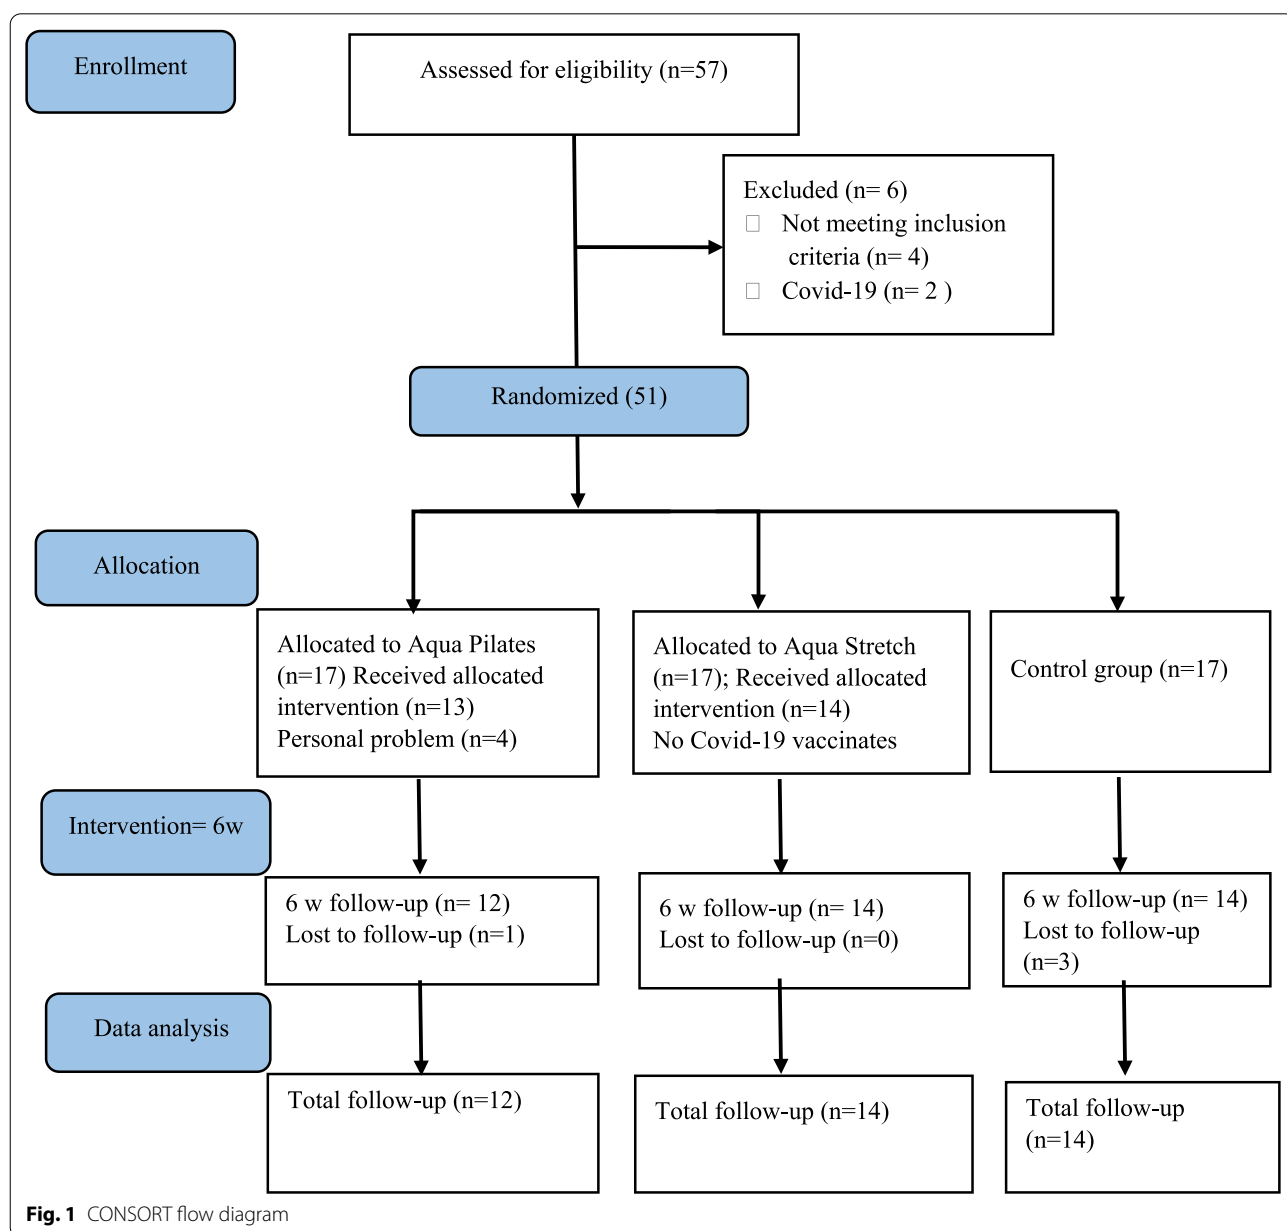 Enrollment
Assessed for eligibility (n=57)
Excluded (n= 6)
□ Not meeting inclusion
criteria (n= 4)
□ Covid-19 (n= 2 )
Randomized (51)
Allocation
Allocated to Aqua Pilates
(n=17) Received allocated
intervention (n=13)
Personal problem (n=4)
Allocated to Aqua Stretch
(n=17); Received allocated
intervention (n=14)
No Covid-19 vaccinates
Control group (n=17)
Intervention= 6w
6 w follow-up (n= 12)
Lost to follow-up (n=1)
6 w follow-up (n= 14)
Lost to follow-up (n=0)
6 w follow-up (n= 14)
Lost to follow-up
(n=3)
Data analysis
Total follow-up (n=12)
Total follow-up (n=14)
Total follow-up
(n=14)
Fig. 1 CONSORT flow diagram